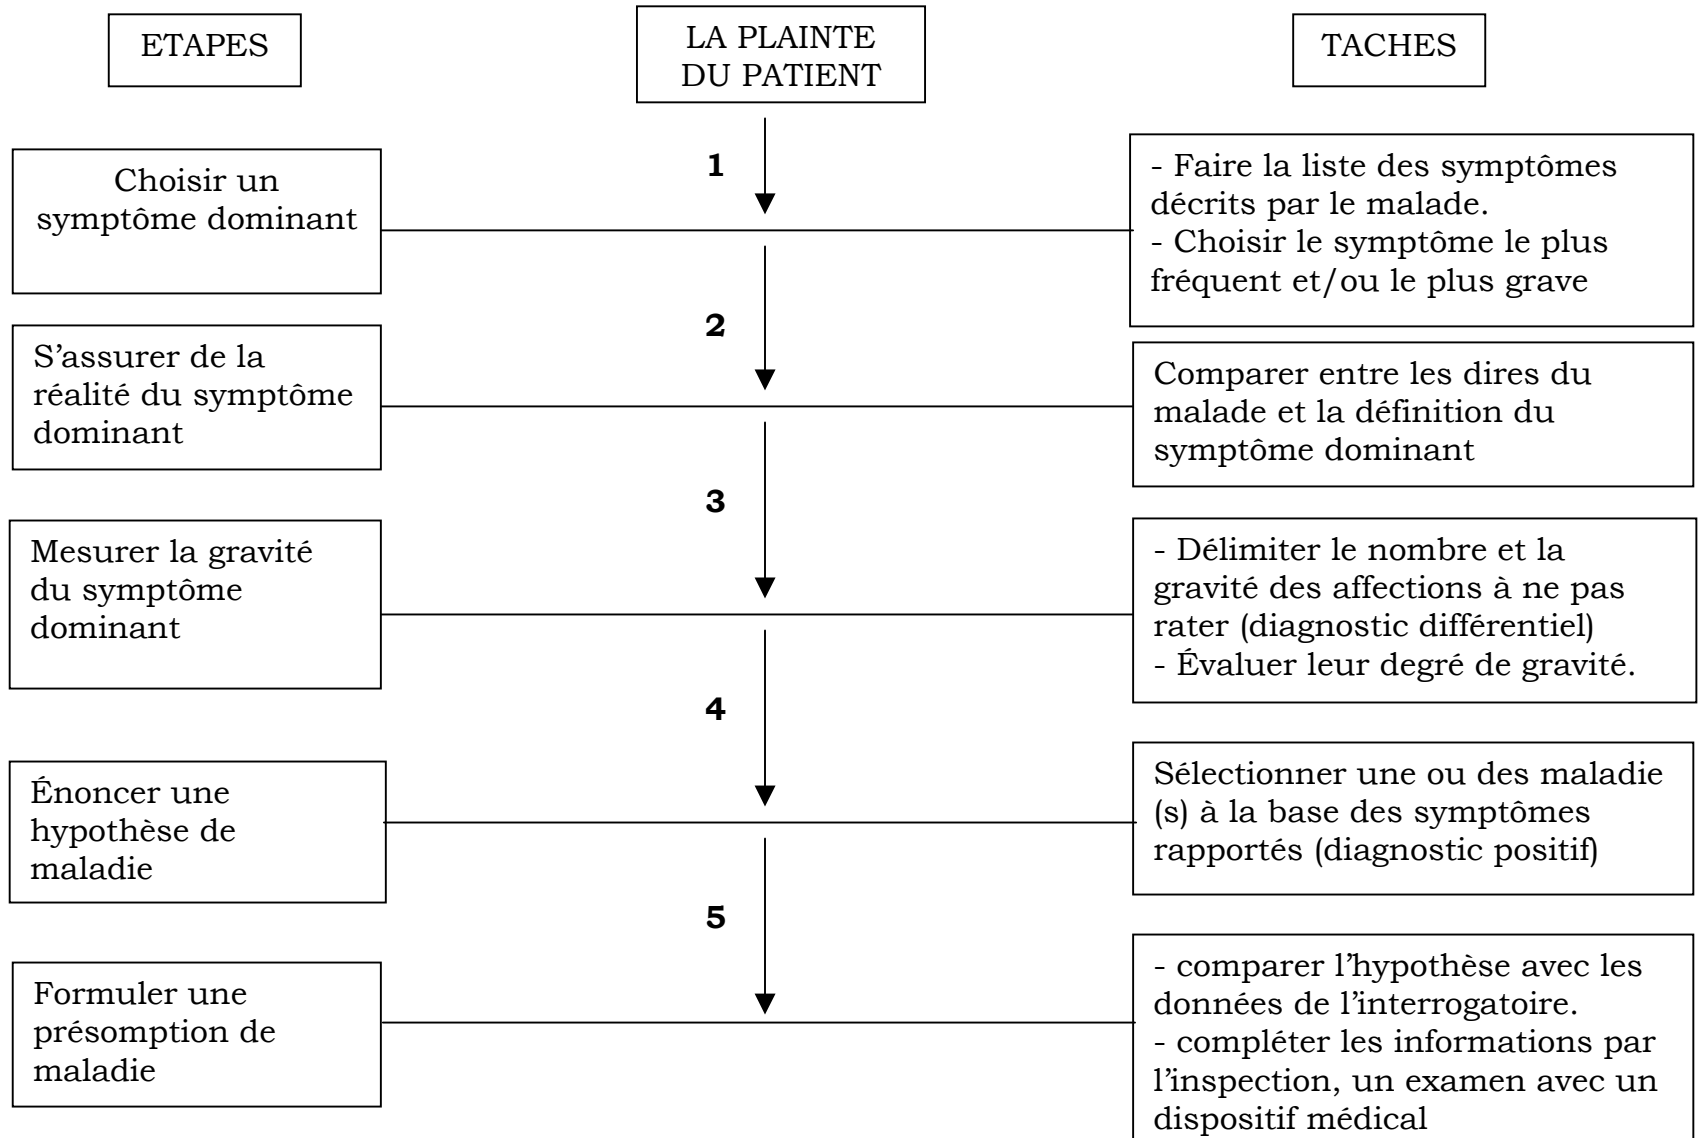 ETAPES
LA PLAINTE
DU PATIENT
TACHES
1
Choisir un
symptôme dominant
- Faire la liste des symptômes
décrits par le malade.
- Choisir le symptôme le plus
fréquent et/ou le plus grave
2
S’assurer de la
réalité du symptôme
dominant
Comparer entre les dires du
malade et la définition du
symptôme dominant
3
Mesurer la gravité
du symptôme
dominant
- Délimiter le nombre et la
gravité des affections à ne pas
rater (diagnostic différentiel)
- Évaluer leur degré de gravité.
4
Énoncer une
hypothèse de
maladie
Sélectionner une ou des maladie
(s) à la base des symptômes
rapportés (diagnostic positif)
5
Formuler une
présomption de
maladie
- comparer l’hypothèse avec les
données de l’interrogatoire.
- compléter les informations par
l’inspection, un examen avec un
dispositif médical